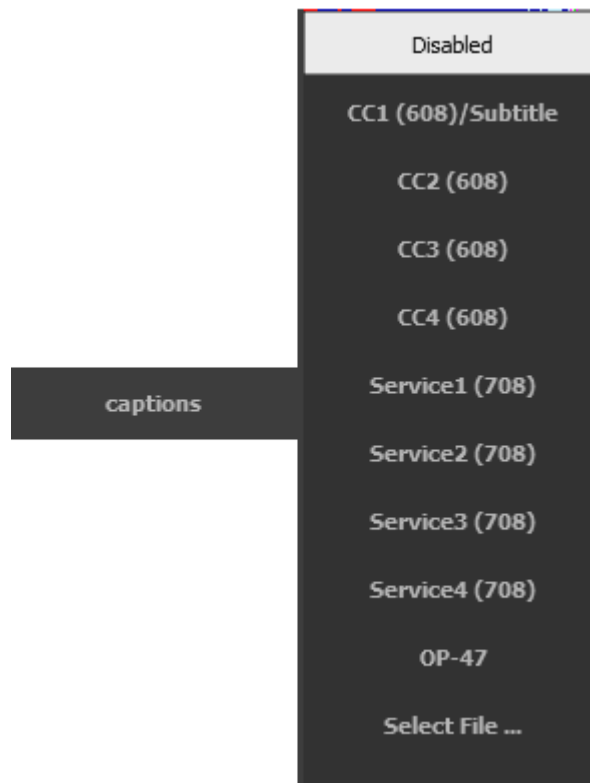 Disabled
CC1 (608)/Subtitle
CC2 (608)
CC3 (608)
CC4 (608)
captions
Service1 (708)
Service2 (708)
Service3 (708)
Service4 (708)
OP-47
Select File ...